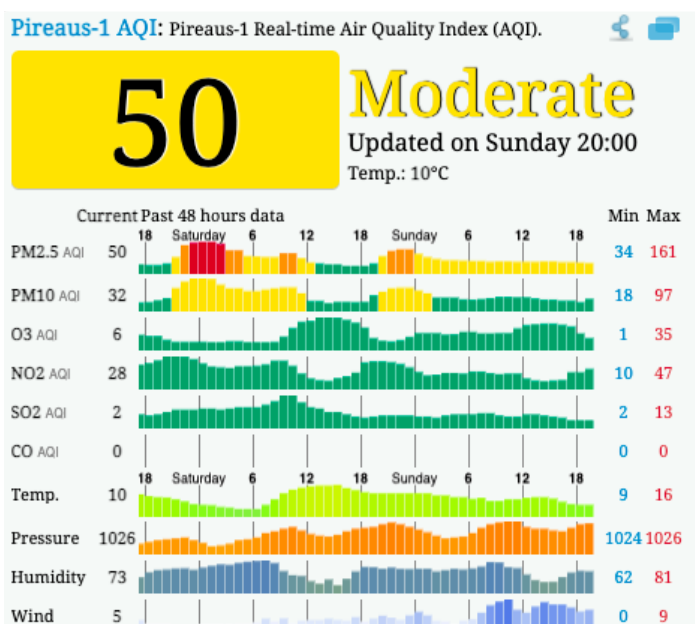 Pireaus-1 AQI: Pireaus-1 Real-time Air Quality Index (AQI).
50
Moderate
Updated on Sunday 20:00
Temp.: 10°C
Current Past 48 hours data Min Max
18 Saturday 6 12 18 Sunday 6 12 18
PM2.5 AQI 50 34 161
PM10 AQI 32 18 97
O3 AQI 6 1 35
NO2 AQI 28 10 47
SO2 AQI 2 2 13
CO AQI 0 0 0
18 Saturday 6 12 18 Sunday 6 12 18
Temp. 10 9 16
Pressure 1026 1024 1026
Humidity 73 62 81
Wind 5 0 9